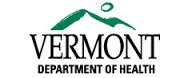 VERMONT
DEPARTMENT OF HEALTH